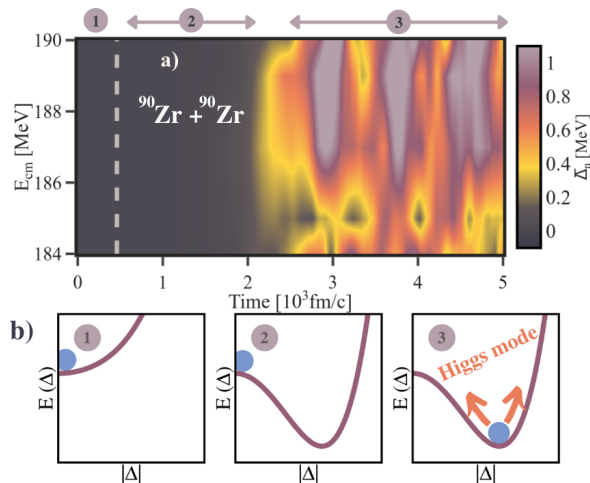 1 2 3
190
188
186
184
E_cm [MeV]
a)
⁹⁰Zr + ⁹⁰Zr
0 1 2 3 4 5
Time [10³fm/c]
1
0.8
0.6
0.4
0.2
0
Δ̅_n [MeV]
b)
1 2 3
Higgs mode
E (Δ) E (Δ) E (Δ)
|Δ| |Δ| |Δ|